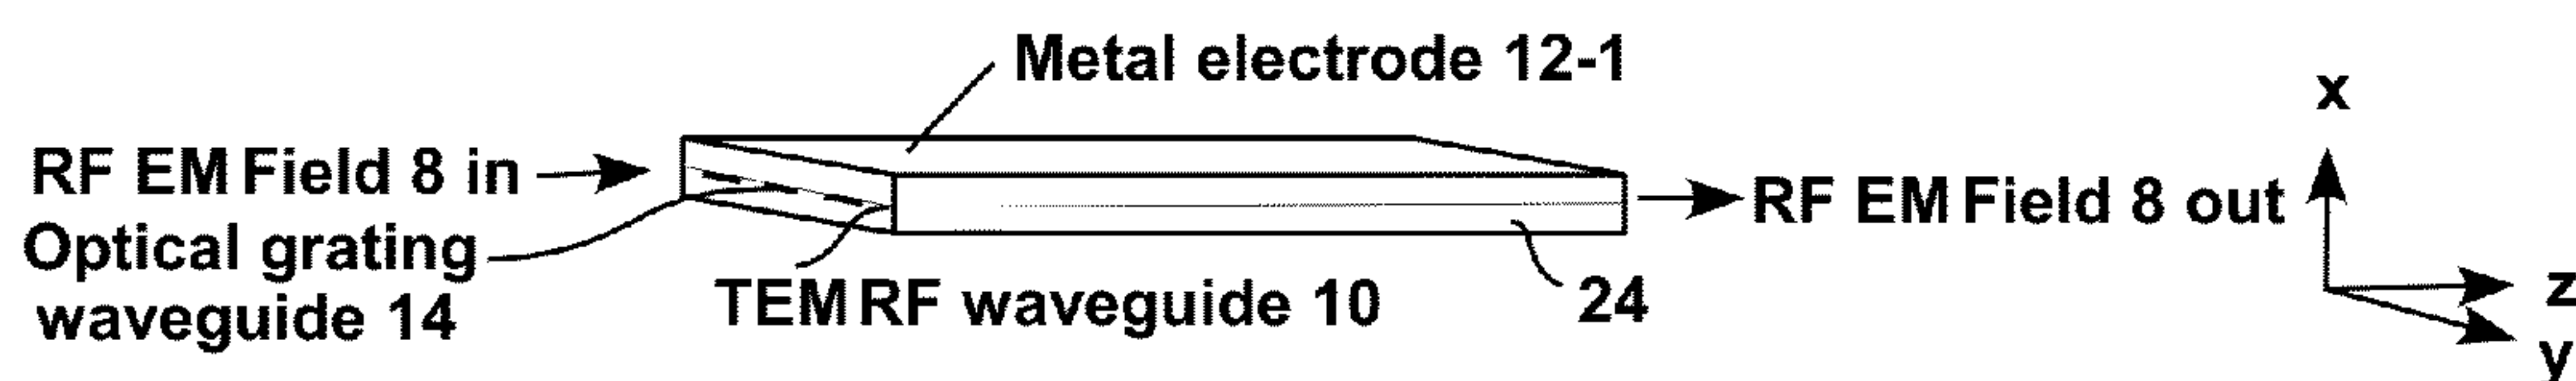 Metal electrode 12-1
x
RF EM Field 8 in
RF EM Field 8 out
Optical grating
waveguide 14
TEM RF waveguide 10
24
z
y